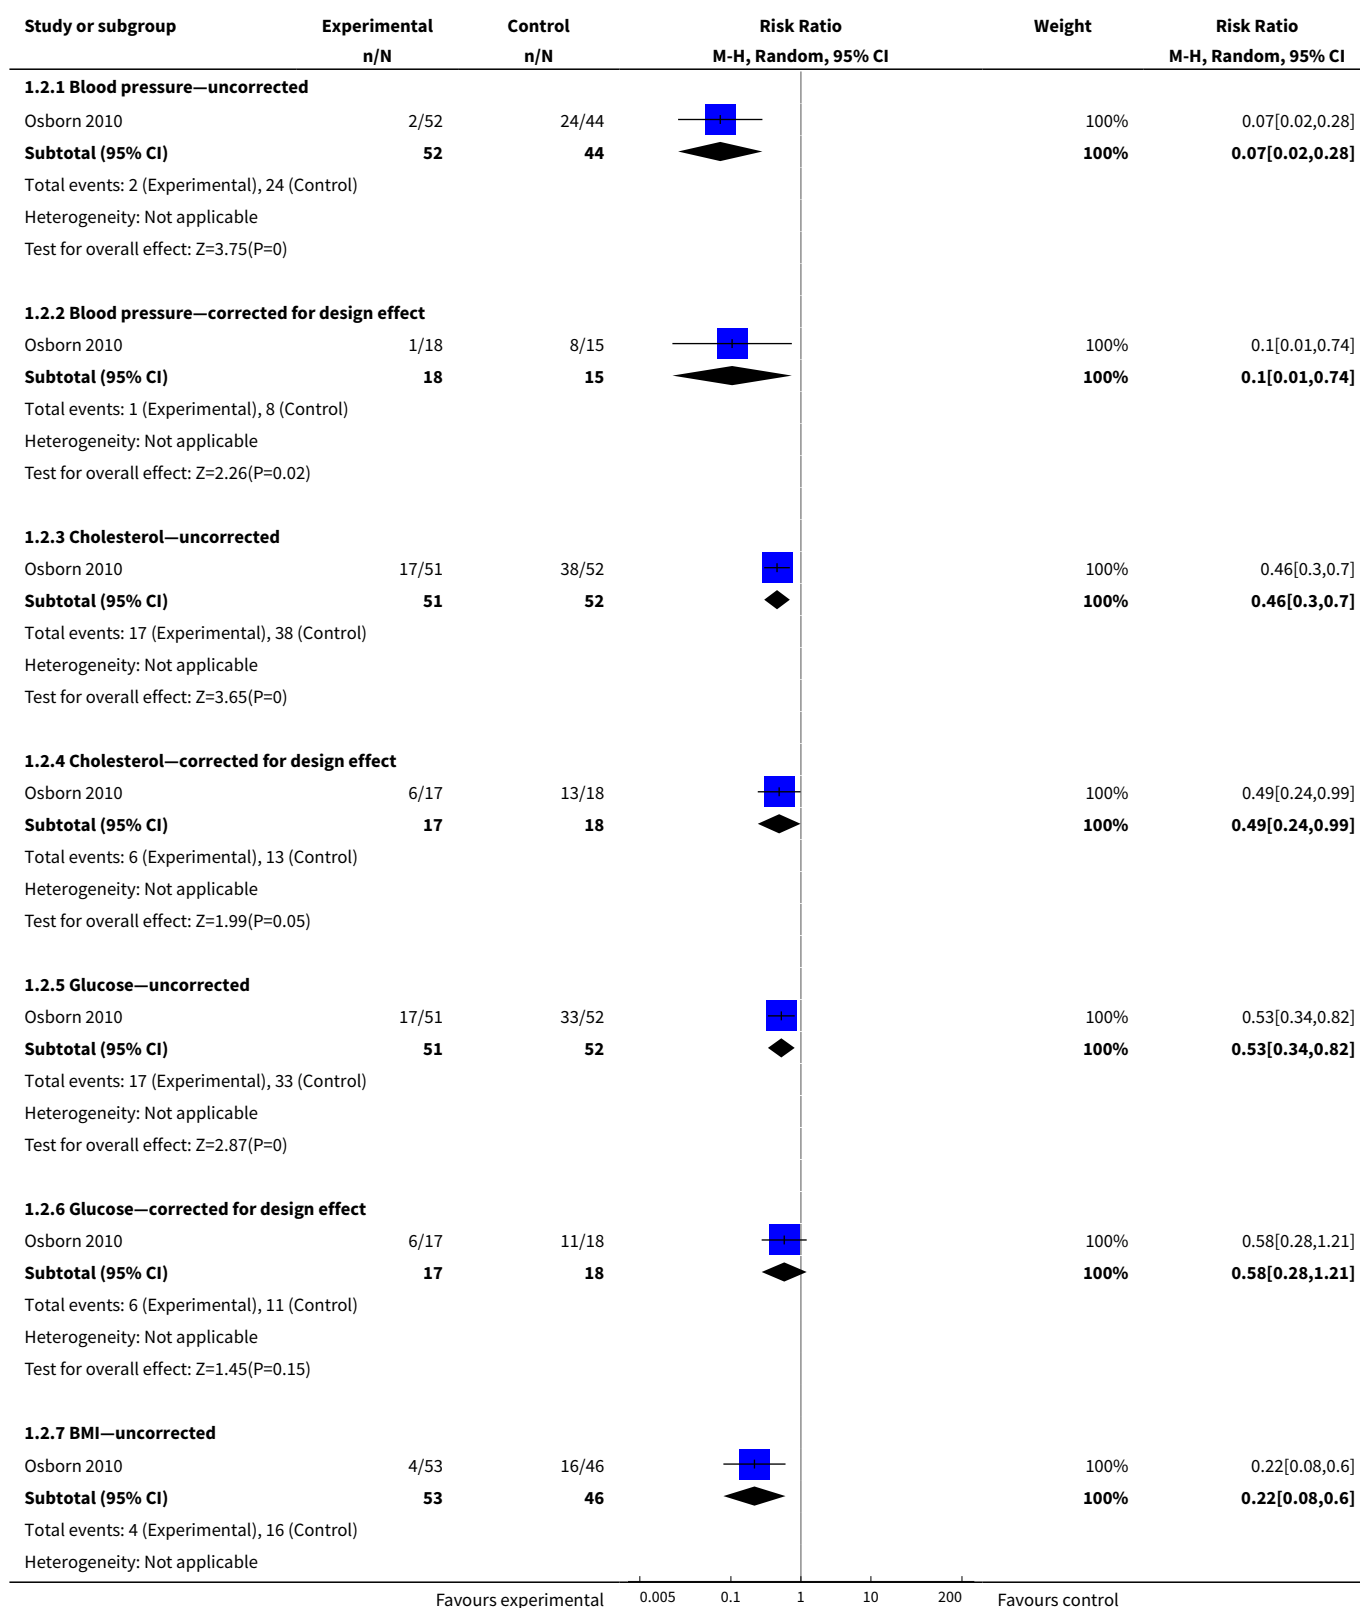 Study or subgroup Experimental Control Risk Ratio Weight Risk Ratio
n/N n/N M-H, Random, 95% CI M-H, Random, 95% CI
1.2.1 Blood pressure—uncorrected
Osborn 2010 2/52 24/44 100% 0.07[0.02,0.28]
Subtotal (95% CI) 52 44 100% 0.07[0.02,0.28]
Total events: 2 (Experimental), 24 (Control)
Heterogeneity: Not applicable
Test for overall effect: Z=3.75(P=0)
1.2.2 Blood pressure—corrected for design effect
Osborn 2010 1/18 8/15 100% 0.1[0.01,0.74]
Subtotal (95% CI) 18 15 100% 0.1[0.01,0.74]
Total events: 1 (Experimental), 8 (Control)
Heterogeneity: Not applicable
Test for overall effect: Z=2.26(P=0.02)
1.2.3 Cholesterol—uncorrected
Osborn 2010 17/51 38/52 100% 0.46[0.3,0.7]
Subtotal (95% CI) 51 52 100% 0.46[0.3,0.7]
Total events: 17 (Experimental), 38 (Control)
Heterogeneity: Not applicable
Test for overall effect: Z=3.65(P=0)
1.2.4 Cholesterol—corrected for design effect
Osborn 2010 6/17 13/18 100% 0.49[0.24,0.99]
Subtotal (95% CI) 17 18 100% 0.49[0.24,0.99]
Total events: 6 (Experimental), 13 (Control)
Heterogeneity: Not applicable
Test for overall effect: Z=1.99(P=0.05)
1.2.5 Glucose—uncorrected
Osborn 2010 17/51 33/52 100% 0.53[0.34,0.82]
Subtotal (95% CI) 51 52 100% 0.53[0.34,0.82]
Total events: 17 (Experimental), 33 (Control)
Heterogeneity: Not applicable
Test for overall effect: Z=2.87(P=0)
1.2.6 Glucose—corrected for design effect
Osborn 2010 6/17 11/18 100% 0.58[0.28,1.21]
Subtotal (95% CI) 17 18 100% 0.58[0.28,1.21]
Total events: 6 (Experimental), 11 (Control)
Heterogeneity: Not applicable
Test for overall effect: Z=1.45(P=0.15)
1.2.7 BMI—uncorrected
Osborn 2010 4/53 16/46 100% 0.22[0.08,0.6]
Subtotal (95% CI) 53 46 100% 0.22[0.08,0.6]
Total events: 4 (Experimental), 16 (Control)
Heterogeneity: Not applicable
Favours experimental 0.005 0.1 1 10 200 Favours control